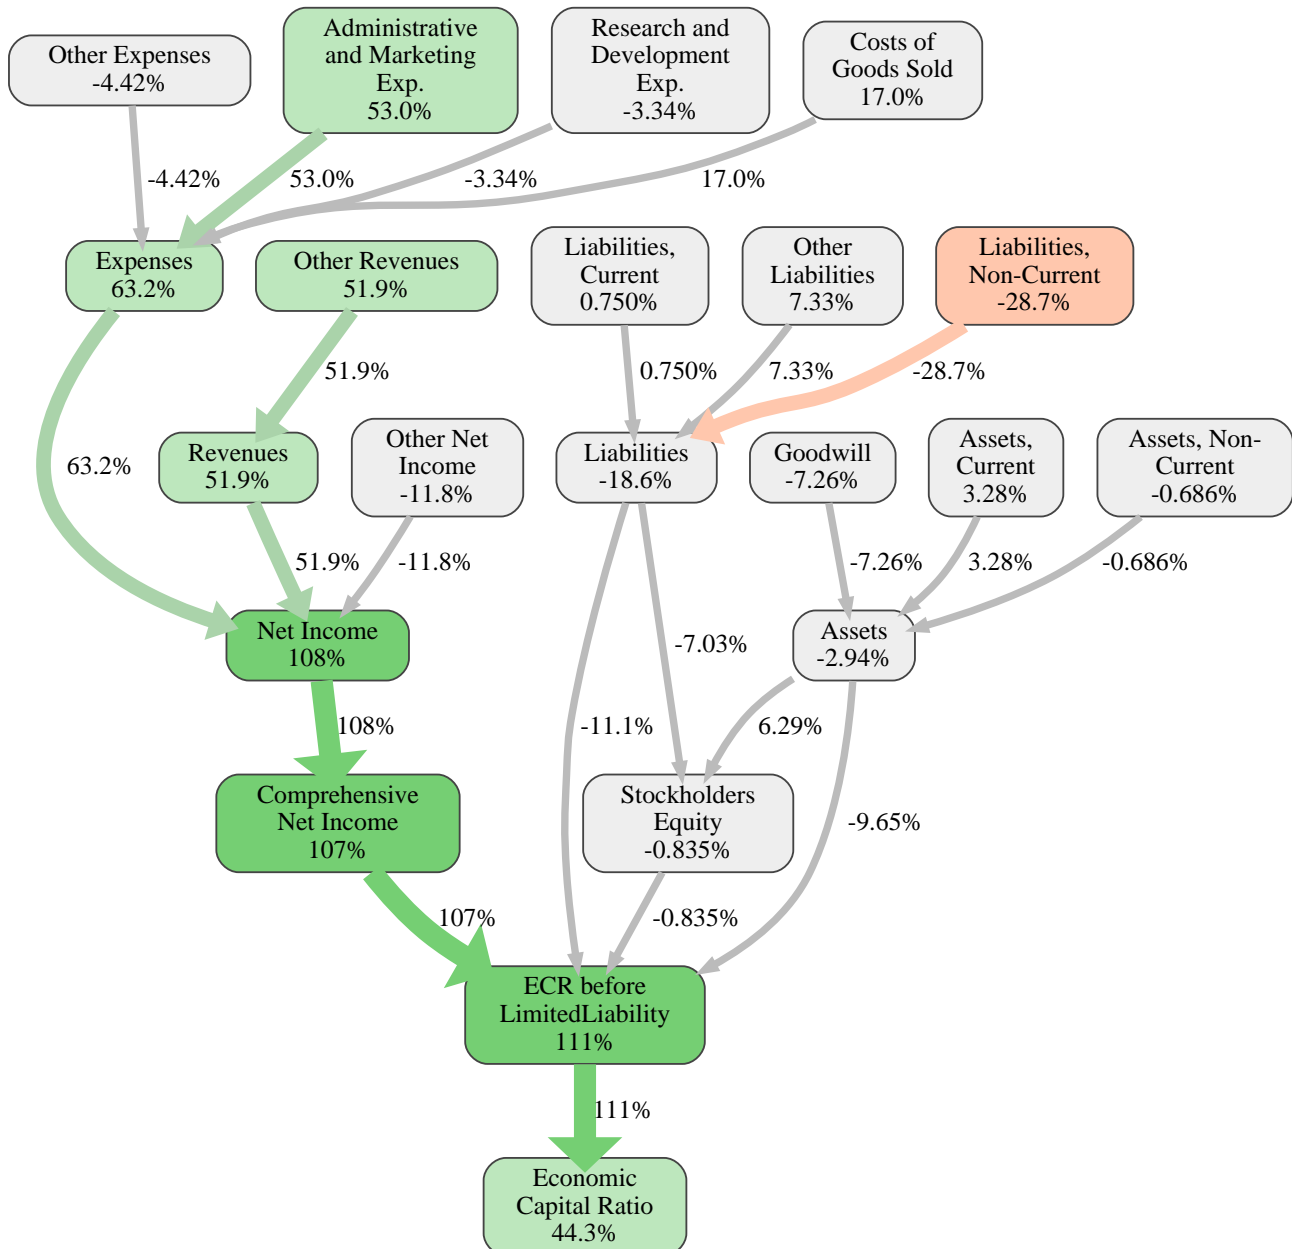 Other Expenses
-4.42%
Administrative
and Marketing
Exp.
53.0%
Research and
Development
Exp.
-3.34%
Costs of
Goods Sold
17.0%
-4.42%
53.0%
-3.34%
17.0%
Expenses
63.2%
Other Revenues
51.9%
Liabilities,
Current
0.750%
Other
Liabilities
7.33%
Liabilities,
Non-Current
-28.7%
51.9%
0.750%
7.33%
-28.7%
63.2%
Revenues
51.9%
Other Net
Income
-11.8%
Liabilities
-18.6%
Goodwill
-7.26%
Assets,
Current
3.28%
Assets, Non-
Current
-0.686%
51.9%
-11.8%
-7.26%
3.28%
-0.686%
Net Income
108%
-7.03%
Assets
-2.94%
108%
-11.1%
6.29%
Comprehensive
Net Income
107%
Stockholders
Equity
-0.835%
-9.65%
107%
-0.835%
ECR before
LimitedLiability
111%
111%
Economic
Capital Ratio
44.3%